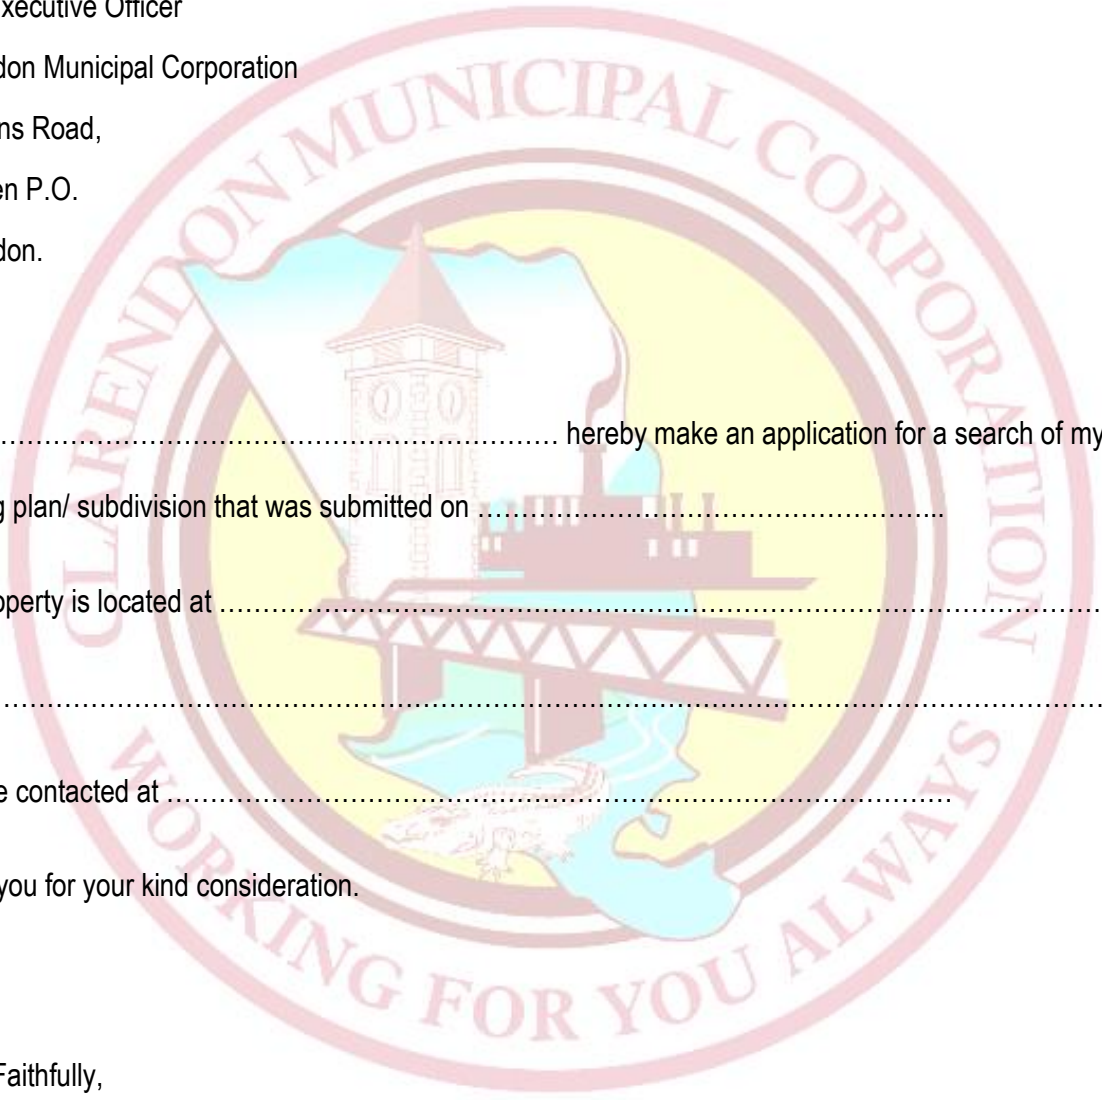 xecutive Officer
don Municipal Corporation
ns Road,
en P.O.
don.
……………………………………………………… hereby make an application for a search of my
g plan/ subdivision that was submitted on ……………………………………………..
operty is located at ……………………………………………………………………………………
………………………………………………………………………………………………………………
e contacted at ……………………………………………………………………………
you for your kind consideration.
Faithfully,
CLARENDON MUNICIPAL CORPORATION
WORKING FOR YOU ALWAYS